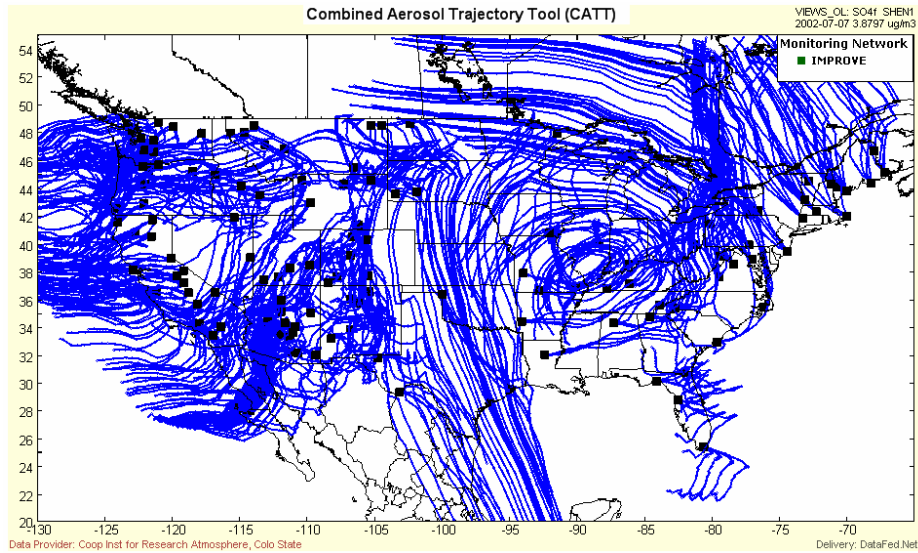 Combined Aerosol Trajectory Tool (CATT)
VIEWS_OL: SO4f SHEN1
2002-07-07 3.8797 ug/m3
Monitoring Network
IMPROVE
54
52
50
48
46
44
42
40
38
36
34
32
30
28
26
24
22
20
-130 -125 -120 -115 -110 -105 -100 -95 -90 -85 -80 -75 -70
Data Provider: Coop Inst for Research Atmosphere, Colo State
Delivery: DataFed.Net